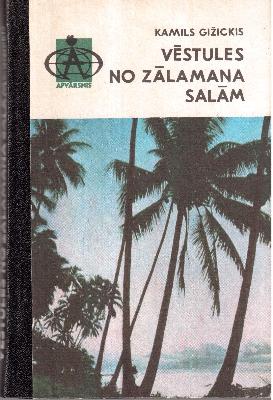 KAMILS GIŽICKIS
VĒSTULES
NO ZĀLAMANA
SALĀM
APVĀRSNIS